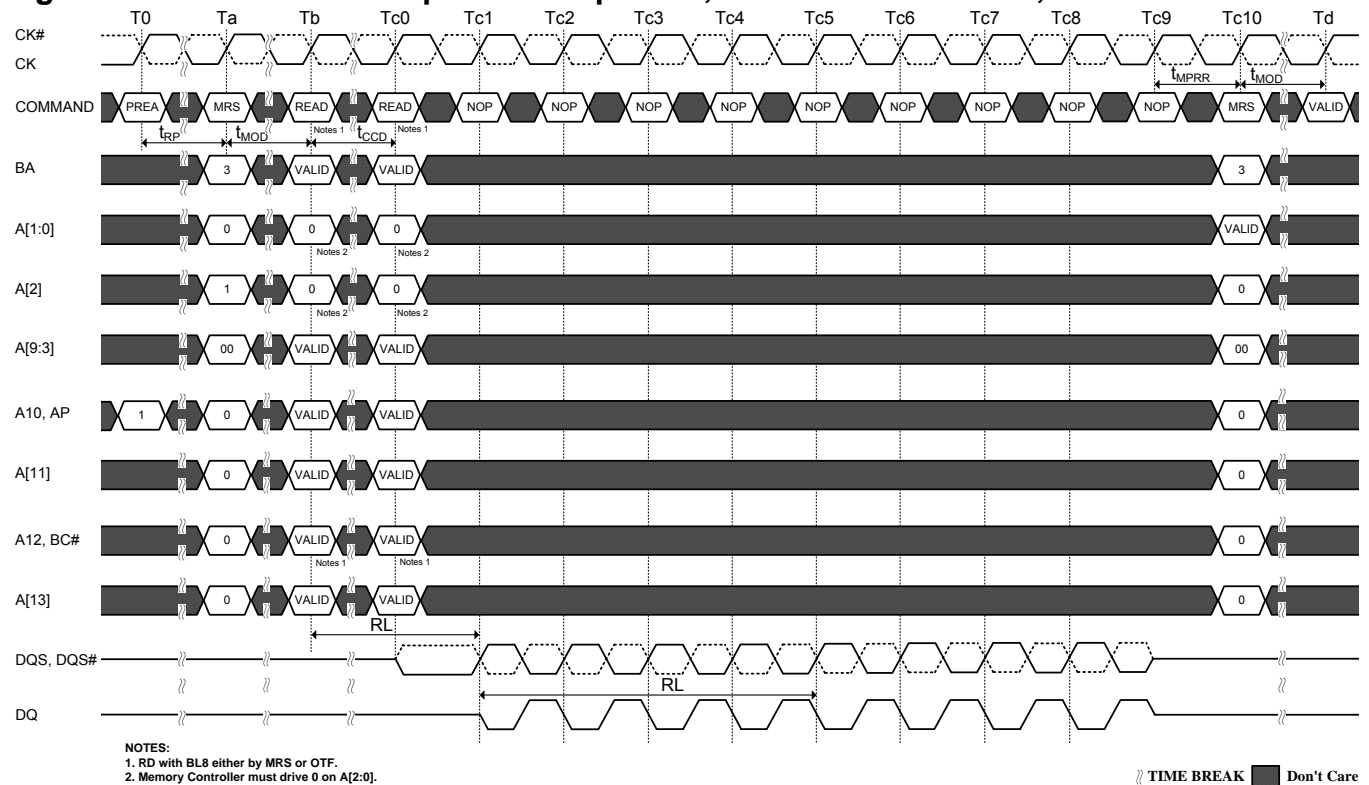 T0 Ta Tb Tc0 Tc1 Tc2 Tc3 Tc4 Tc5 Tc6 Tc7 Tc8 Tc9 Tc10 Td
CK#
CK
tMPRR tMOD
COMMAND PREA MRS READ READ NOP NOP NOP NOP NOP NOP NOP NOP NOP MRS VALID
Notes 1 Notes 1
tRP tMOD tCCD
BA 3 VALID VALID 3
A[1:0] 0 0 0 VALID
Notes 2 Notes 2
A[2] 1 0 0 0
Notes 2 Notes 2
A[9:3] 00 VALID VALID 00
A10, AP 1 0 VALID VALID 0
A[11] 0 VALID VALID 0
A12, BC# 0 VALID VALID 0
Notes 1 Notes 1
A[13] 0 VALID VALID 0
RL
DQS, DQS#
RL
DQ
NOTES:
1. RD with BL8 either by MRS or OTF.
2. Memory Controller must drive 0 on A[2:0].
TIME BREAK Don't Care